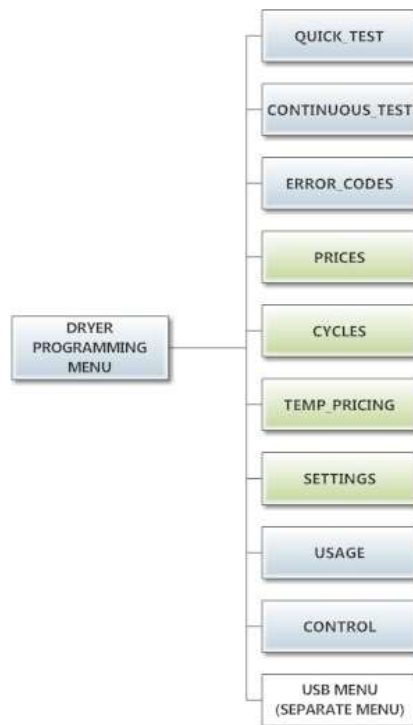 QUICK_TEST
CONTINUOUS_TEST
ERROR_CODES
PRICES
DRYER
PROGRAMMING
MENU
CYCLES
TEMP_PRICING
SETTINGS
USAGE
CONTROL
USB MENU
(SEPARATE MENU)